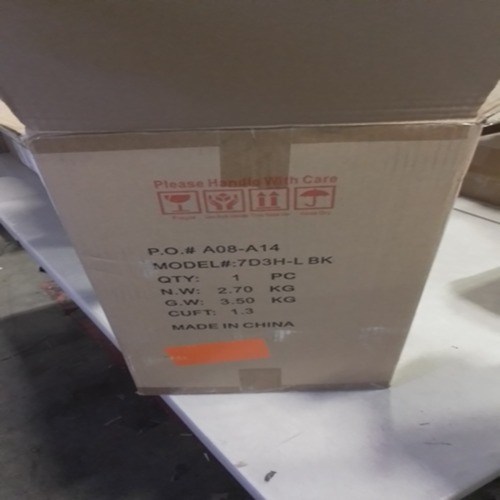 Please Handle With Care
P.O.# A08-A14
MODEL#:7D3H-L BK
QTY: 1 PC
N.W: 2.70 KG
G.W: 3.50 KG
CUFT: 1.3
MADE IN CHINA